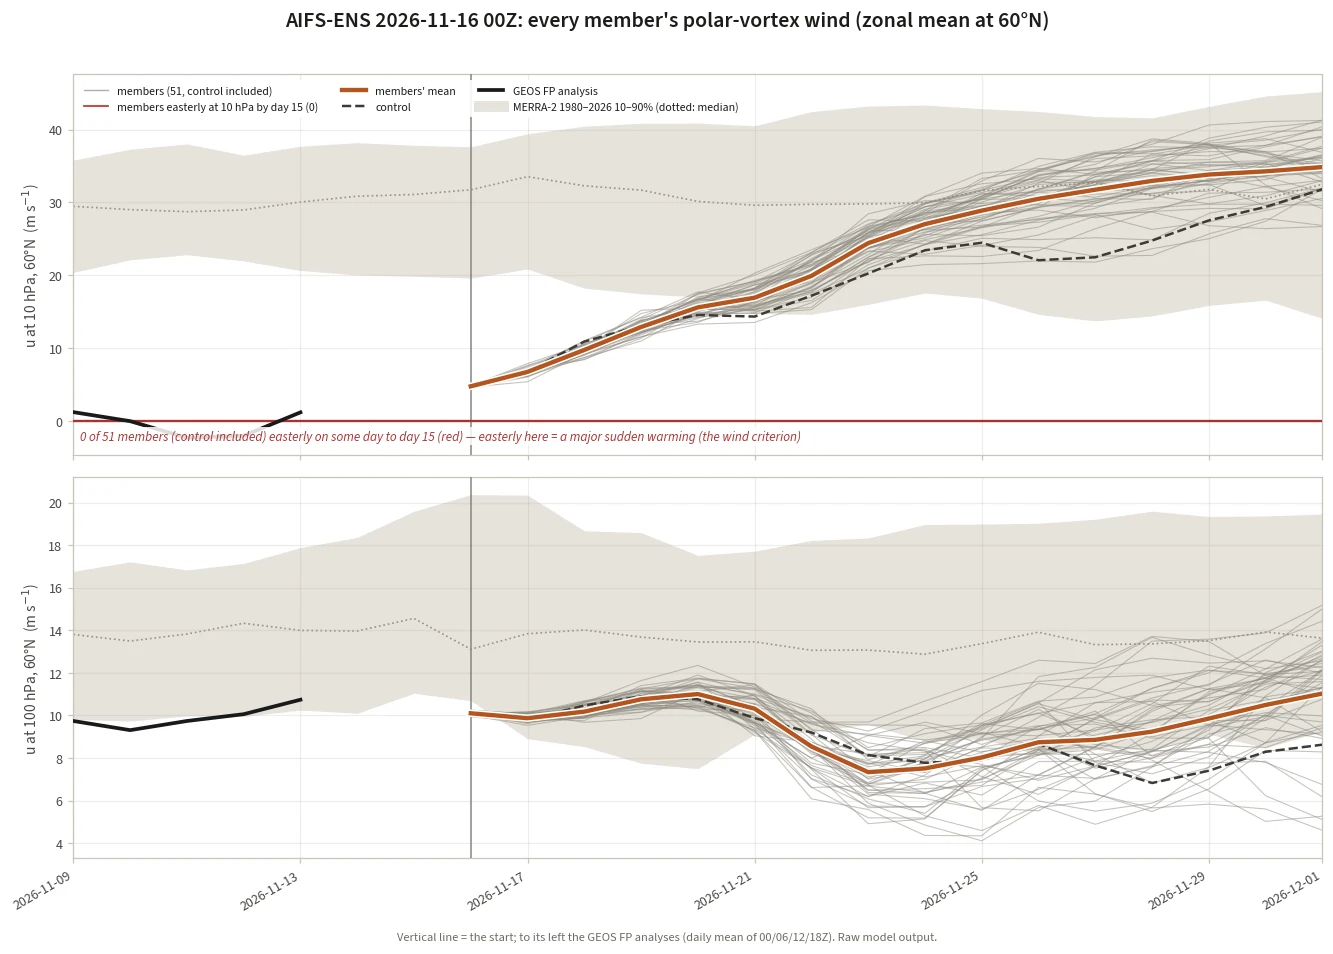 AIFS-ENS 2026-11-16 00Z: every member's polar-vortex wind (zonal mean at 60°N)
members (51, control included)
members easterly at 10 hPa by day 15 (0)
members' mean
control
GEOS FP analysis
MERRA-2 1980–2026 10–90% (dotted: median)
u at 10 hPa, 60°N (m s⁻¹)
40
30
20
10
0
0 of 51 members (control included) easterly on some day to day 15 (red) — easterly here = a major sudden warming (the wind criterion)
u at 100 hPa, 60°N (m s⁻¹)
20
18
16
14
12
10
8
6
4
2026-11-09
2026-11-13
2026-11-17
2026-11-21
2026-11-25
2026-11-29
2026-12-01
Vertical line = the start; to its left the GEOS FP analyses (daily mean of 00/06/12/18Z). Raw model output.